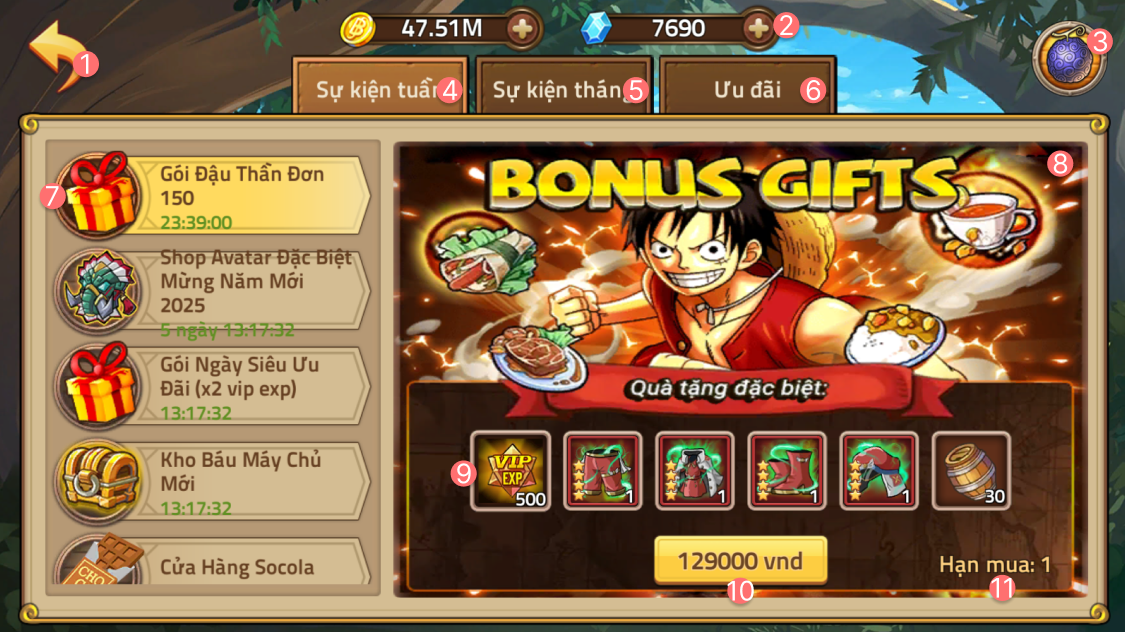 47.51M
7690
2
1
3
Sự kiện tuần 4
Sự kiện tháng 5
Ưu đãi 6
7
Gói Đậu Thần Đơn
150
23:39:00
Shop Avatar Đặc Biệt
Mừng Năm Mới
2025
5 ngày 13:17:32
Gói Ngày Siêu Ưu
Đãi (x2 vip exp)
13:17:32
Kho Báu Máy Chủ
Mới
13:17:32
CHO
Cửa Hàng Socola
8
BONUS GIFTS
Quà tặng đặc biệt:
9
VIP
EXP
500
1
1
1
1
30
129000 vnd
10
Hạn mua: 1
11